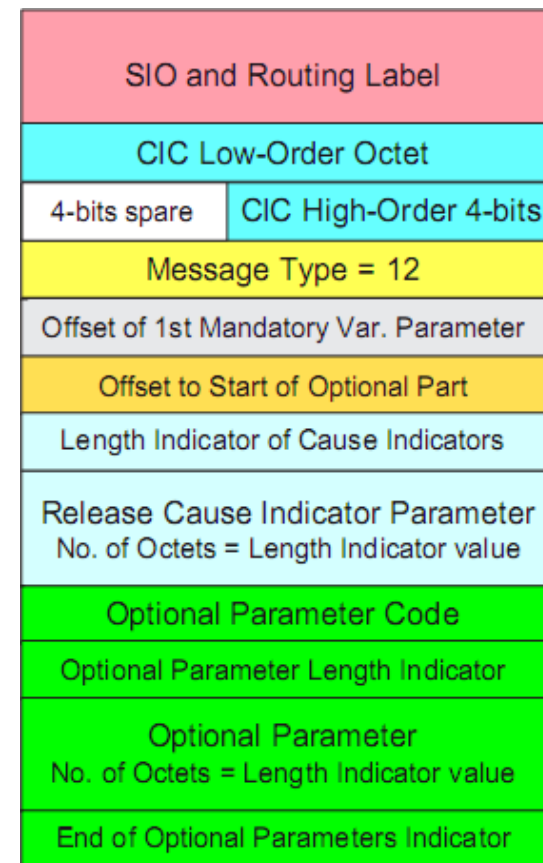 SIO and Routing Label
CIC Low-Order Octet
4-bits spare
CIC High-Order 4-bits
Message Type = 12
Offset of 1st Mandatory Var. Parameter
Offset to Start of Optional Part
Length Indicator of Cause Indicators
Release Cause Indicator Parameter
No. of Octets = Length Indicator value
Optional Parameter Code
Optional Parameter Length Indicator
Optional Parameter
No. of Octets = Length Indicator value
End of Optional Parameters Indicator